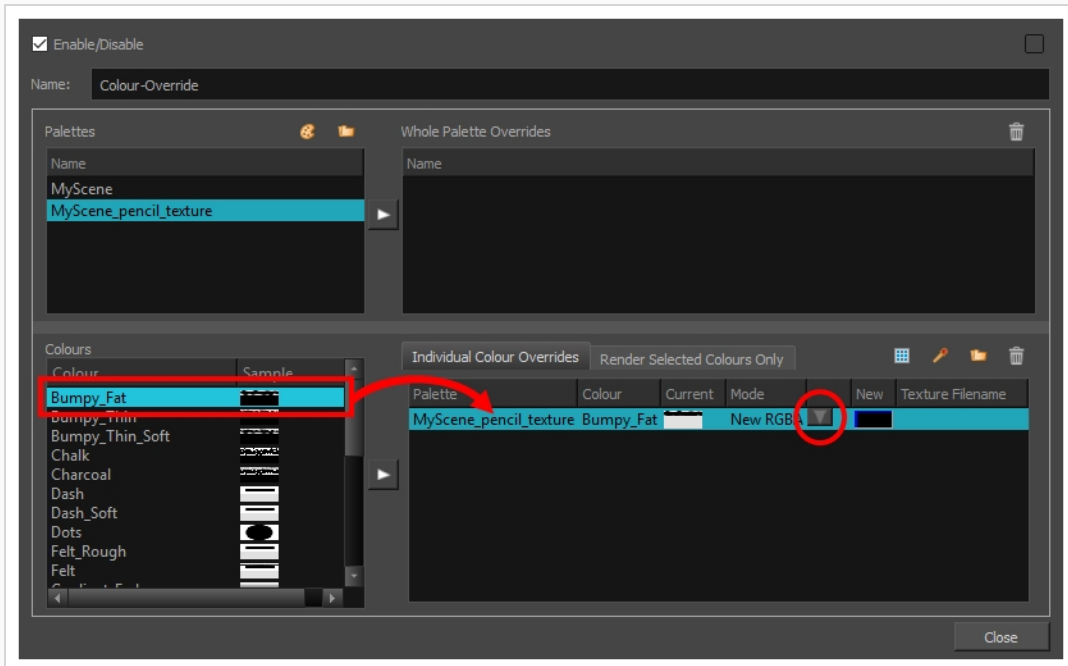 Enable/Disable
Name: Colour-Override
Palettes
Whole Palette Overrides
Name
Name
MyScene
MyScene_pencil_texture
Colours
Individual Colour Overrides
Render Selected Colours Only
Colour Sample
Palette Colour Current Mode New Texture Filename
Bumpy_Fat
MyScene_pencil_texture Bumpy_Fat New RGBA
Bumpy_Thin
Bumpy_Thin_Soft
Chalk
Charcoal
Dash
Dash_Soft
Dots
Felt_Rough
Felt
Close